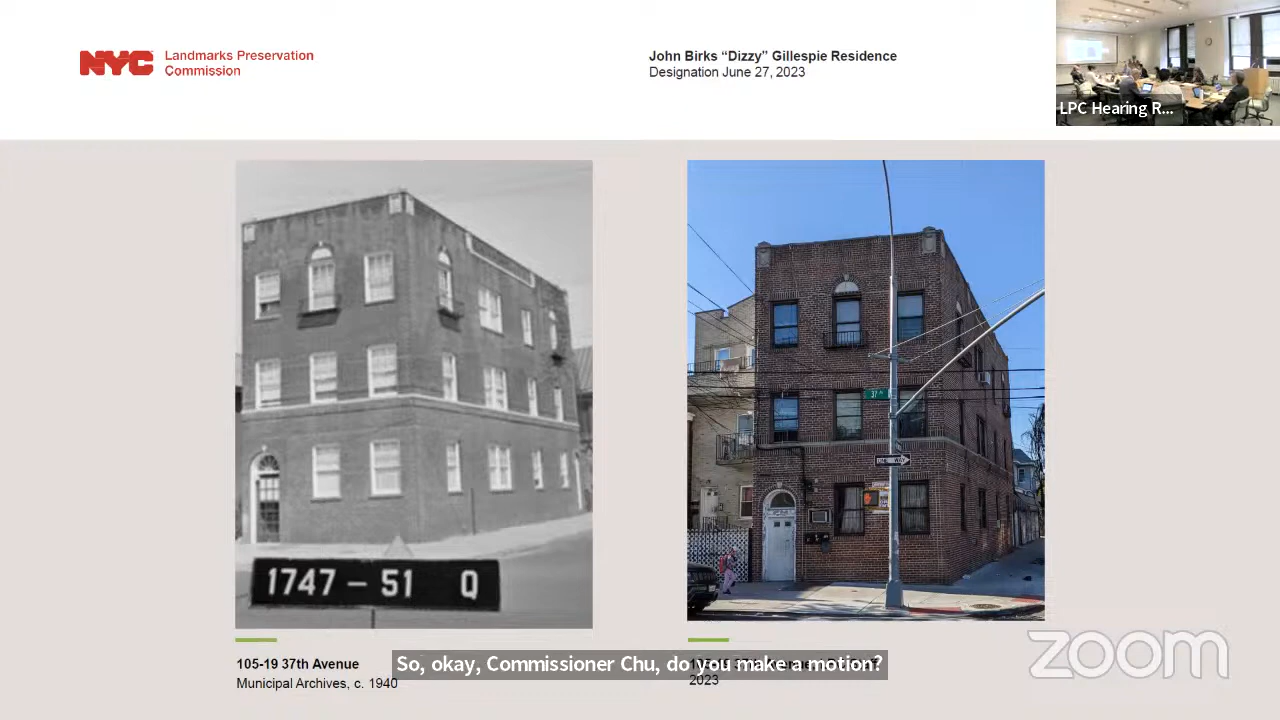 NYC
Landmarks Preservation
Commission
John Birks “Dizzy” Gillespie Residence
Designation June 27, 2023
LPC Hearing R...
37
1747 – 51 Q
105-19 37th Avenue
Municipal Archives, c. 1940
2023
So, okay, Commissioner Chu, do you make a motion?
zoom